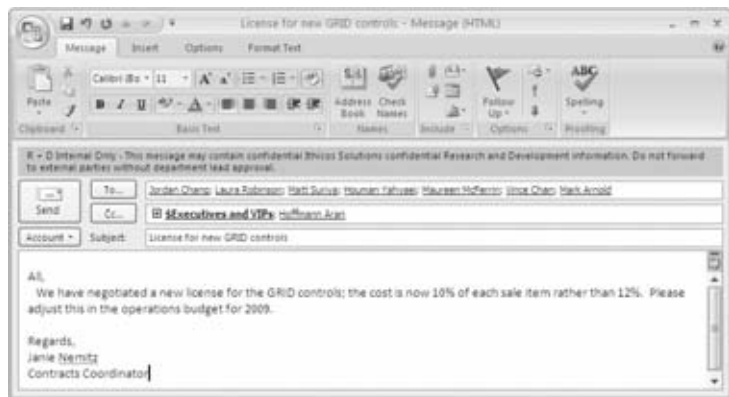 License for new GRID controls - Message (HTML)
Message Insert Options Format Text
Calibri (Bo 11
Paste
B I U
Address Book
Check Names
Follow Up
ABC
Spelling
Clipboard Basic Text Names Include Options Proofing
R + D Internal Only - This message may contain confidential Ithicos Solutions confidential Research and Development information. Do not forward
to external parties without department lead approval.
To... Jordan Chang; Laura Robinson; Matt Suriya; Houman Yahyaei; Maureen McFerrin; Vince Chan; Mark Arnold
Send
Cc... $Executives and VIPs; Huffmann Aran
Account Subject: License for new GRID controls
All,
We have negotiated a new license for the GRID controls; the cost is now 10% of each sale item rather than 12%. Please
adjust this in the operations budget for 2009.
Regards,
Janie Nemitz
Contracts Coordinator